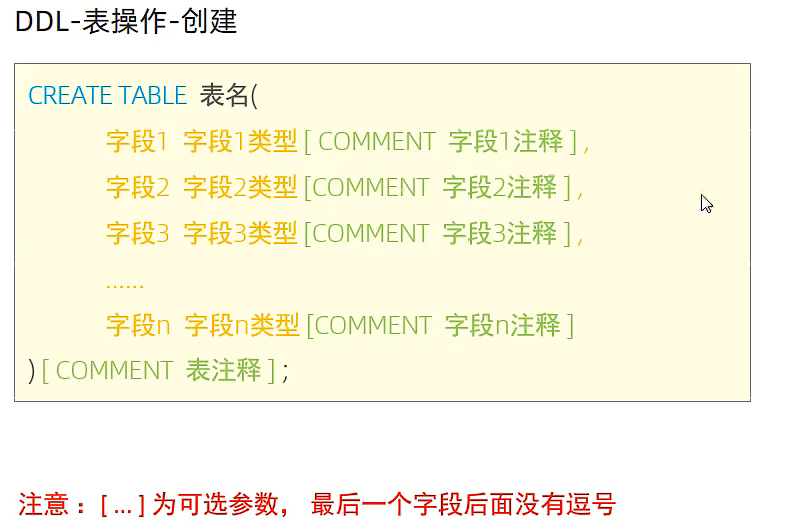 DDL-表操作-创建
CREATE TABLE 表名(
字段1 字段1类型 [ COMMENT 字段1注释 ] ,
字段2 字段2类型 [COMMENT 字段2注释 ] ,
字段3 字段3类型 [COMMENT 字段3注释 ] ,
......
字段n 字段n类型 [COMMENT 字段n注释 ]
) [ COMMENT 表注释 ] ;
注意：[ ... ] 为可选参数， 最后一个字段后面没有逗号